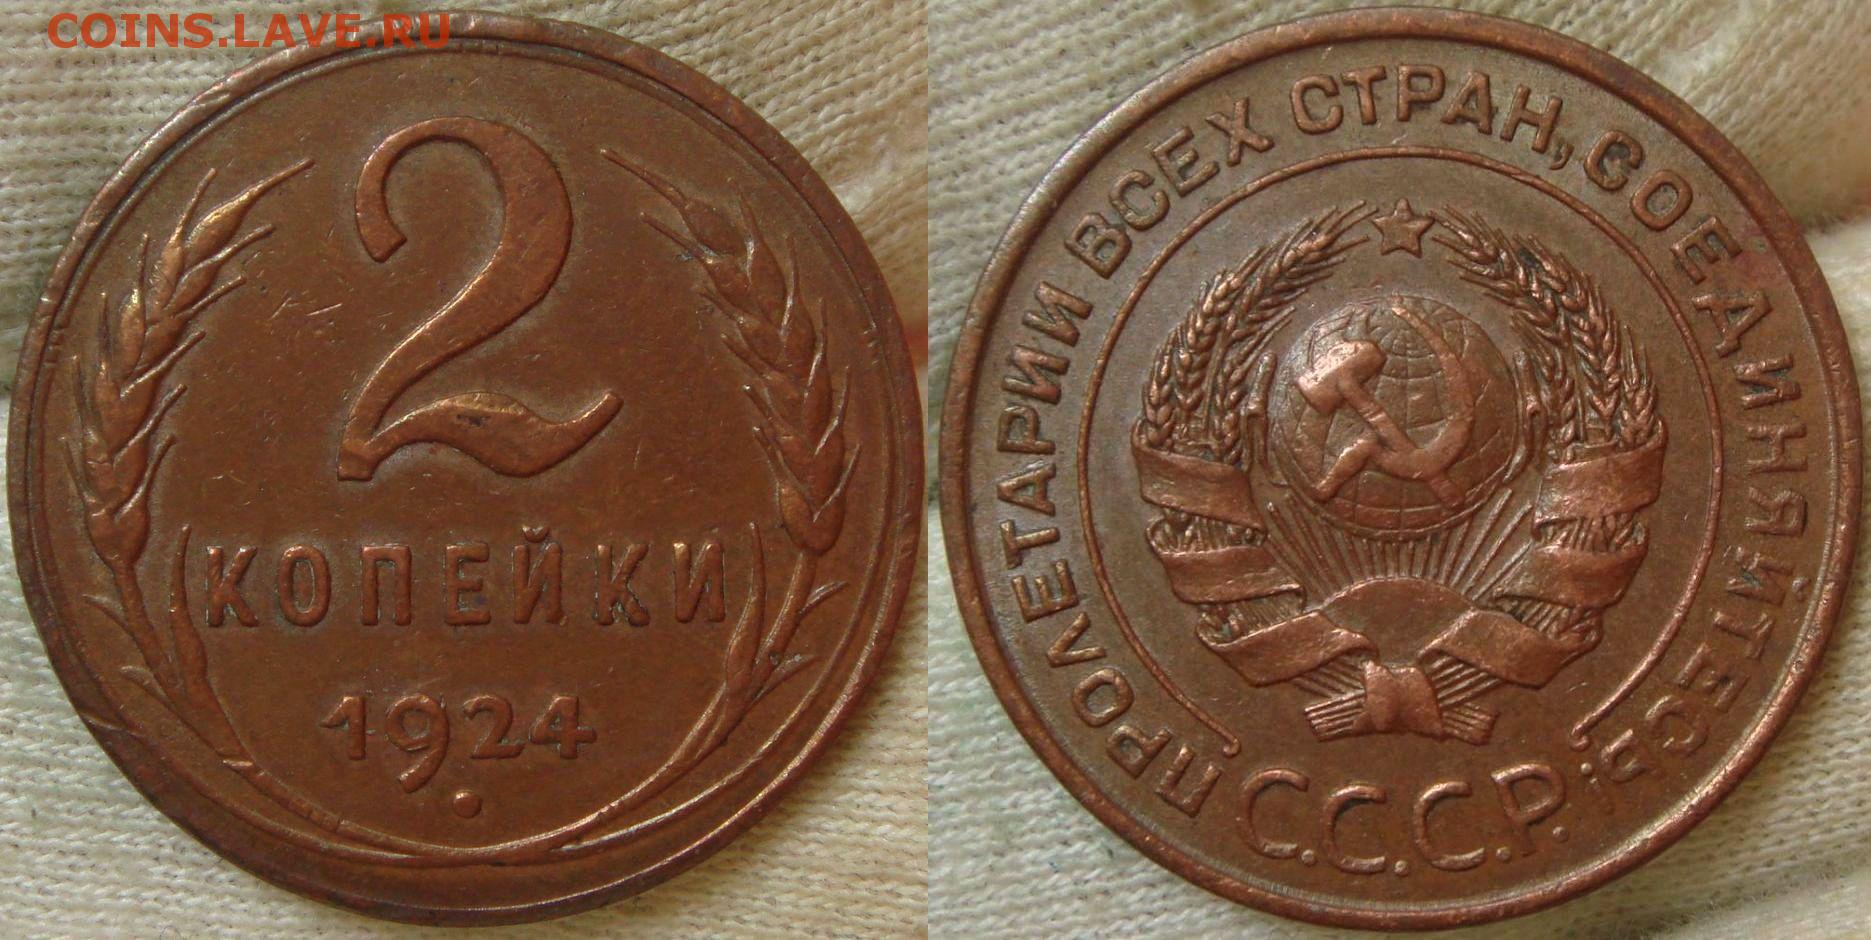 COINS.LAVE.RU
2
КОПЕЙКИ
1924
ПРОЛЕТАРИИ ВСЕХ СТРАН, СОЕДИНЯЙТЕСЬ!
С.С.С.Р.